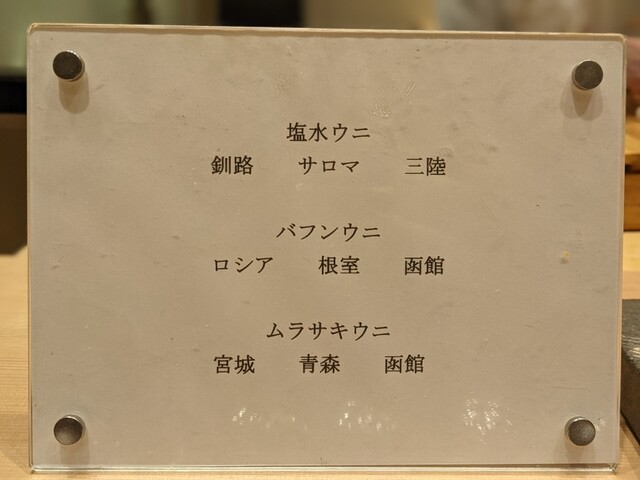 塩水ウニ
釧路　サロマ　三陸
バフンウニ
ロシア　根室　函館
ムラサキウニ
宮城　青森　函館